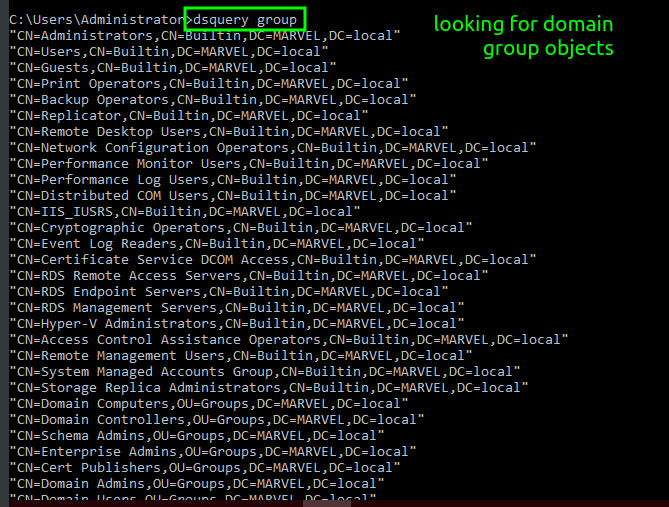 C:\Users\Administrator>dsquery group
looking for domain
group objects
"CN=Administrators,CN=Builtin,DC=MARVEL,DC=local"
"CN=Users,CN=Builtin,DC=MARVEL,DC=local"
"CN=Guests,CN=Builtin,DC=MARVEL,DC=local"
"CN=Print Operators,CN=Builtin,DC=MARVEL,DC=local"
"CN=Backup Operators,CN=Builtin,DC=MARVEL,DC=local"
"CN=Replicator,CN=Builtin,DC=MARVEL,DC=local"
"CN=Remote Desktop Users,CN=Builtin,DC=MARVEL,DC=local"
"CN=Network Configuration Operators,CN=Builtin,DC=MARVEL,DC=local"
"CN=Performance Monitor Users,CN=Builtin,DC=MARVEL,DC=local"
"CN=Performance Log Users,CN=Builtin,DC=MARVEL,DC=local"
"CN=Distributed COM Users,CN=Builtin,DC=MARVEL,DC=local"
"CN=IIS_IUSRS,CN=Builtin,DC=MARVEL,DC=local"
"CN=Cryptographic Operators,CN=Builtin,DC=MARVEL,DC=local"
"CN=Event Log Readers,CN=Builtin,DC=MARVEL,DC=local"
"CN=Certificate Service DCOM Access,CN=Builtin,DC=MARVEL,DC=local"
"CN=RDS Remote Access Servers,CN=Builtin,DC=MARVEL,DC=local"
"CN=RDS Endpoint Servers,CN=Builtin,DC=MARVEL,DC=local"
"CN=RDS Management Servers,CN=Builtin,DC=MARVEL,DC=local"
"CN=Hyper-V Administrators,CN=Builtin,DC=MARVEL,DC=local"
"CN=Access Control Assistance Operators,CN=Builtin,DC=MARVEL,DC=local"
"CN=Remote Management Users,CN=Builtin,DC=MARVEL,DC=local"
"CN=System Managed Accounts Group,CN=Builtin,DC=MARVEL,DC=local"
"CN=Storage Replica Administrators,CN=Builtin,DC=MARVEL,DC=local"
"CN=Domain Computers,OU=Groups,DC=MARVEL,DC=local"
"CN=Domain Controllers,OU=Groups,DC=MARVEL,DC=local"
"CN=Schema Admins,OU=Groups,DC=MARVEL,DC=local"
"CN=Enterprise Admins,OU=Groups,DC=MARVEL,DC=local"
"CN=Cert Publishers,OU=Groups,DC=MARVEL,DC=local"
"CN=Domain Admins,OU=Groups,DC=MARVEL,DC=local"
"CN=Domain Users,OU=Groups,DC=MARVEL,DC=local"